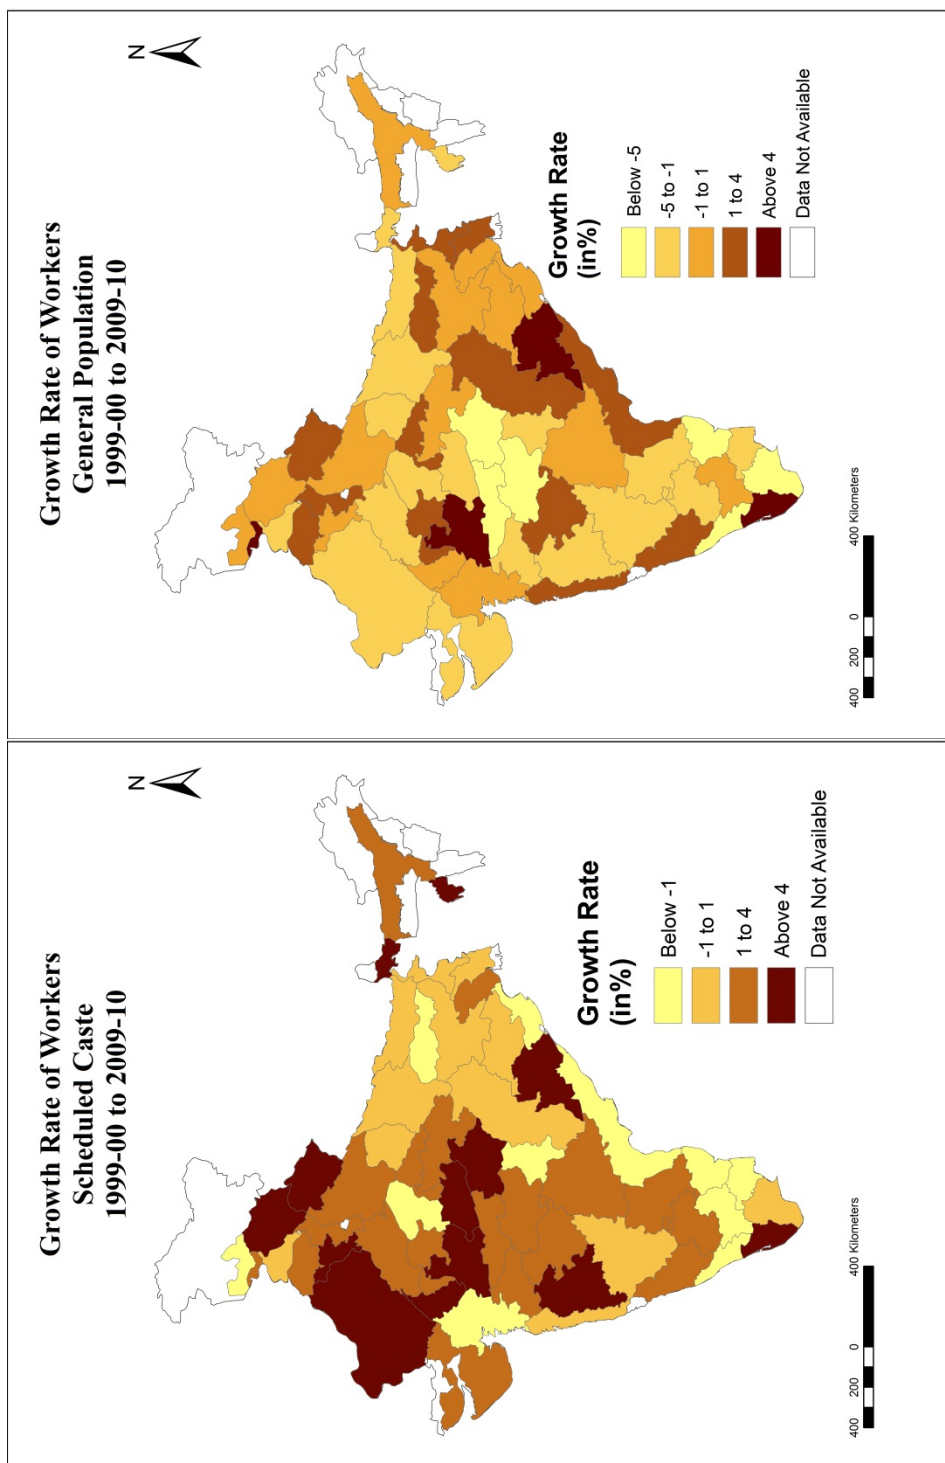 Growth Rate of Workers
General Population
1999-00 to 2009-10
N
Growth Rate
(in%)
Below -5
-5 to -1
-1 to 1
1 to 4
Above 4
Data Not Available
400 200 0 400 Kilometers
Growth Rate of Workers
Scheduled Caste
1999-00 to 2009-10
N
Growth Rate
(in%)
Below -1
-1 to 1
1 to 4
Above 4
Data Not Available
400 200 0 400 Kilometers